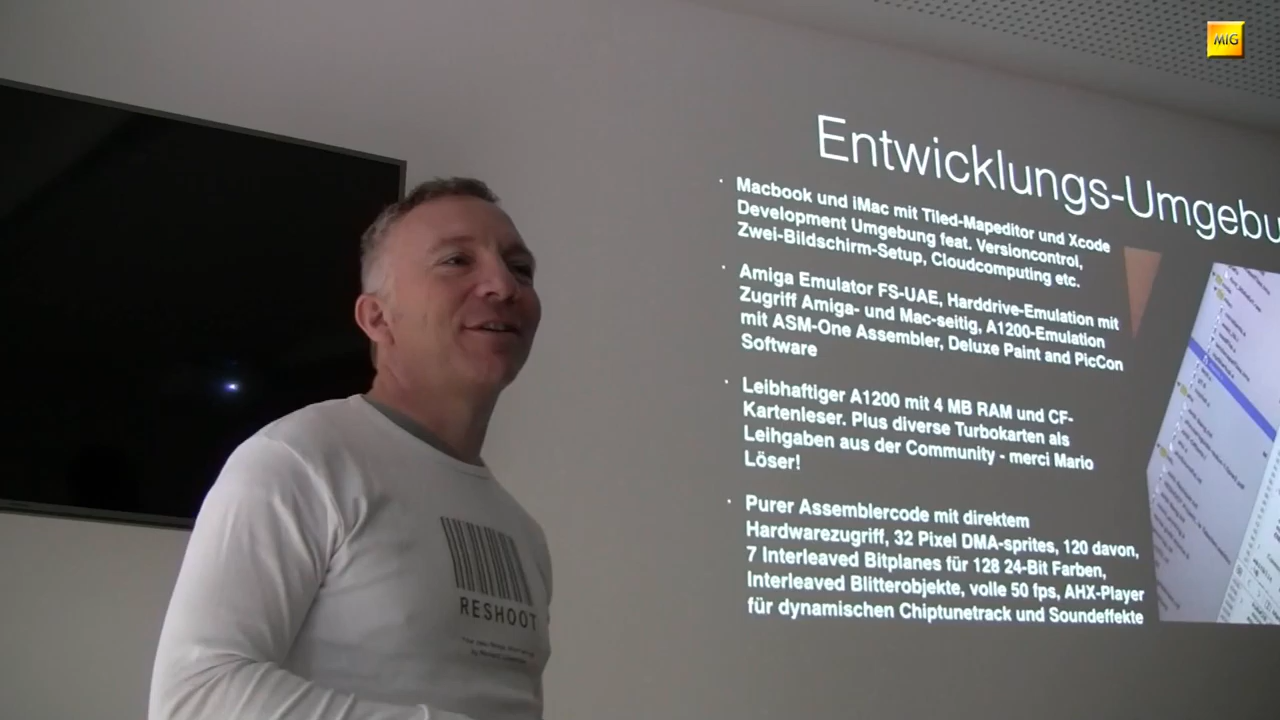 MIG
Entwicklungs-Umgebu
· Macbook und iMac mit Tiled-Mapeditor und Xcode
Development Umgebung feat. Versioncontrol,
Zwei-Bildschirm-Setup, Cloudcomputing etc.
· Amiga Emulator FS-UAE, Harddrive-Emulation mit
Zugriff Amiga- und Mac-seitig, A1200-Emulation
mit ASM-One Assembler, Deluxe Paint and PicCon
Software
· Leibhaftiger A1200 mit 4 MB RAM und CF-
Kartenleser. Plus diverse Turbokarten als
Leihgaben aus der Community - merci Mario
Löser!
· Purer Assemblercode mit direktem
Hardwarezugriff, 32 Pixel DMA-sprites, 120 davon,
7 Interleaved Bitplanes für 128 24-Bit Farben,
Interleaved Blitterobjekte, volle 50 fps, AHX-Player
für dynamischen Chiptunetrack und Soundeffekte
RESHOOT